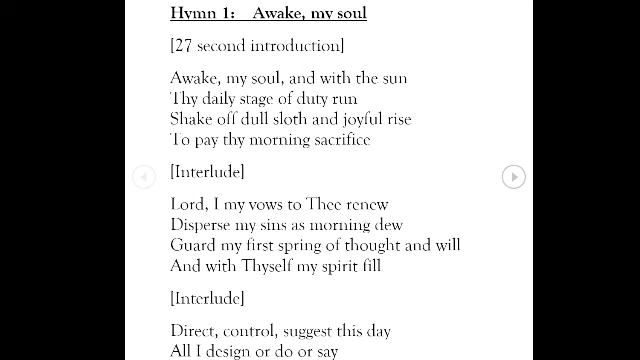 Hymn 1: Awake, my soul
[27 second introduction]
Awake, my soul, and with the sun
Thy daily stage of duty run
Shake off dull sloth and joyful rise
To pay thy morning sacrifice
[Interlude]
Lord, I my vows to Thee renew
Disperse my sins as morning dew
Guard my first spring of thought and will
And with Thyself my spirit fill
[Interlude]
Direct, control, suggest this day
All I design or do or say